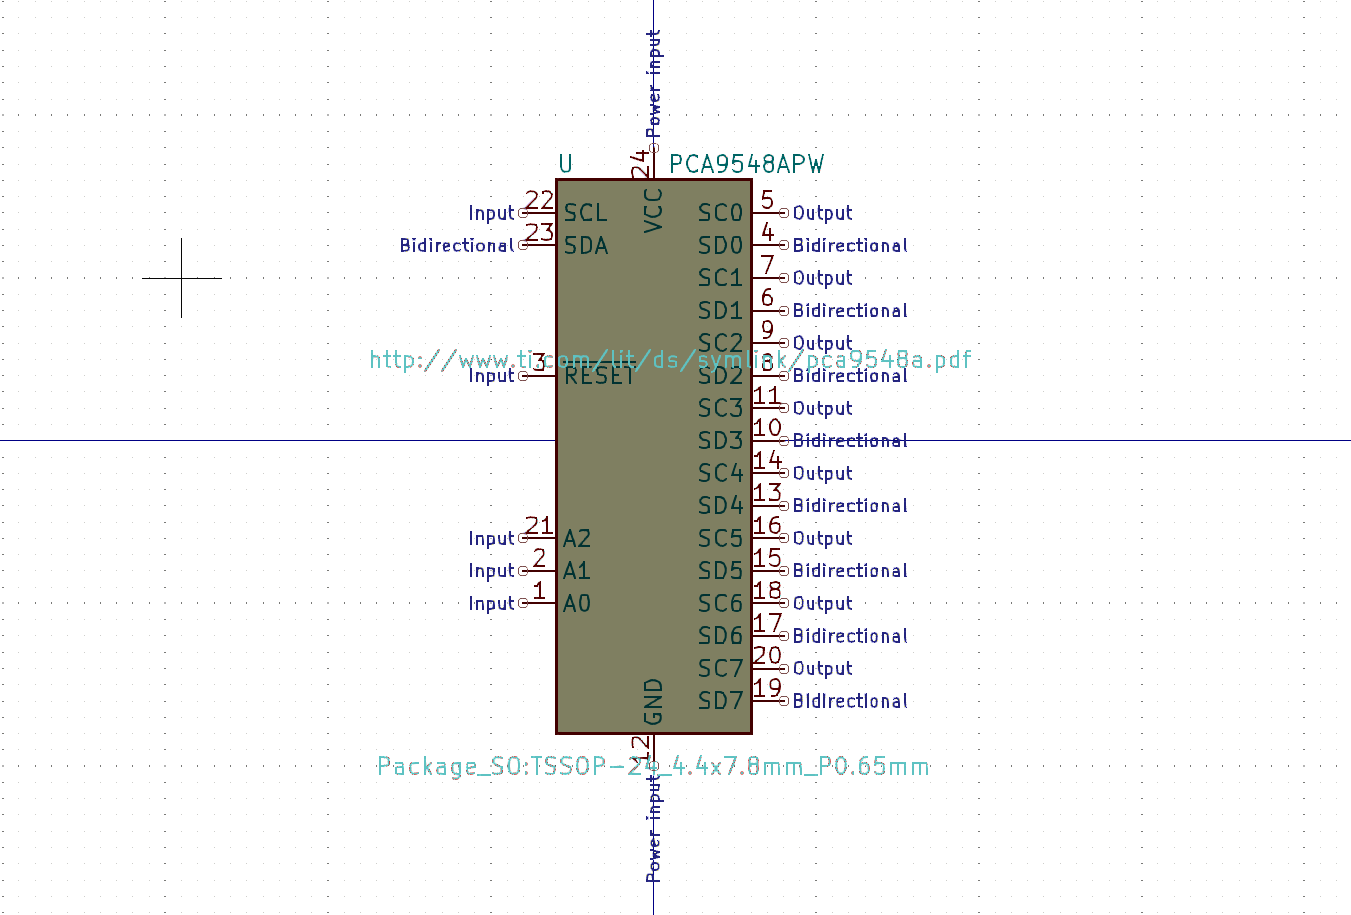 Power input
24
U PCA9548APW
VCC
Input 22 SCL SC0 5 Output
Bidirectional 23 SDA SD0 4 Bidirectional
SC1 7 Output
SD1 6 Bidirectional
SC2 9 Output
http://www.ti.com/lit/ds/symlink/pca9548a.pdf
Input 3 RESET SD2 8 Bidirectional
SC3 11 Output
SD3 10 Bidirectional
SC4 14 Output
SD4 13 Bidirectional
Input 21 A2 SC5 16 Output
Input 2 A1 SD5 15 Bidirectional
Input 1 A0 SC6 18 Output
SD6 17 Bidirectional
SC7 20 Output
SD7 19 Bidirectional
GND
12
Package_SO:TSSOP-24_4.4x7.8mm_P0.65mm
Power input